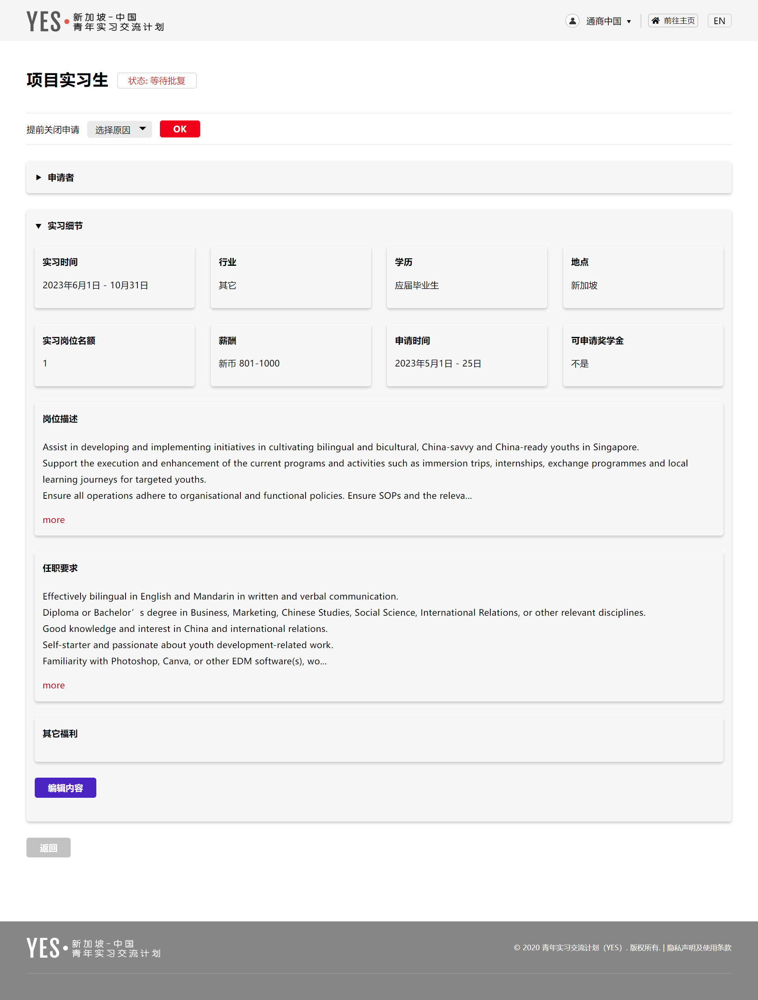 YES 新加坡-中国
青年实习交流计划
通商中国 ▼
前往主页
EN
项目实习生
状态: 等待批复
提前关闭申请
选择原因
OK
▶ 申请者
▼ 实习细节
实习时间
2023年6月1日 - 10月31日
行业
其它
学历
应届毕业生
地点
新加坡
实习岗位名额
1
薪酬
新币 801-1000
申请时间
2023年5月1日 - 25日
可申请奖学金
不是
岗位描述
Assist in developing and implementing initiatives in cultivating bilingual and bicultural, China-savvy and China-ready youths in Singapore.
Support the execution and enhancement of the current programs and activities such as immersion trips, internships, exchange programmes and local
learning journeys for targeted youths.
Ensure all operations adhere to organisational and functional policies. Ensure SOPs and the releva...
more
任职要求
Effectively bilingual in English and Mandarin in written and verbal communication.
Diploma or Bachelor’s degree in Business, Marketing, Chinese Studies, Social Science, International Relations, or other relevant disciplines.
Good knowledge and interest in China and international relations.
Self-starter and passionate about youth development-related work.
Familiarity with Photoshop, Canva, or other EDM software(s), wo...
more
其它福利
编辑内容
返回
YES 新加坡-中国
青年实习交流计划
© 2020 青年实习交流计划（YES）. 版权所有. | 隐私声明及使用条款